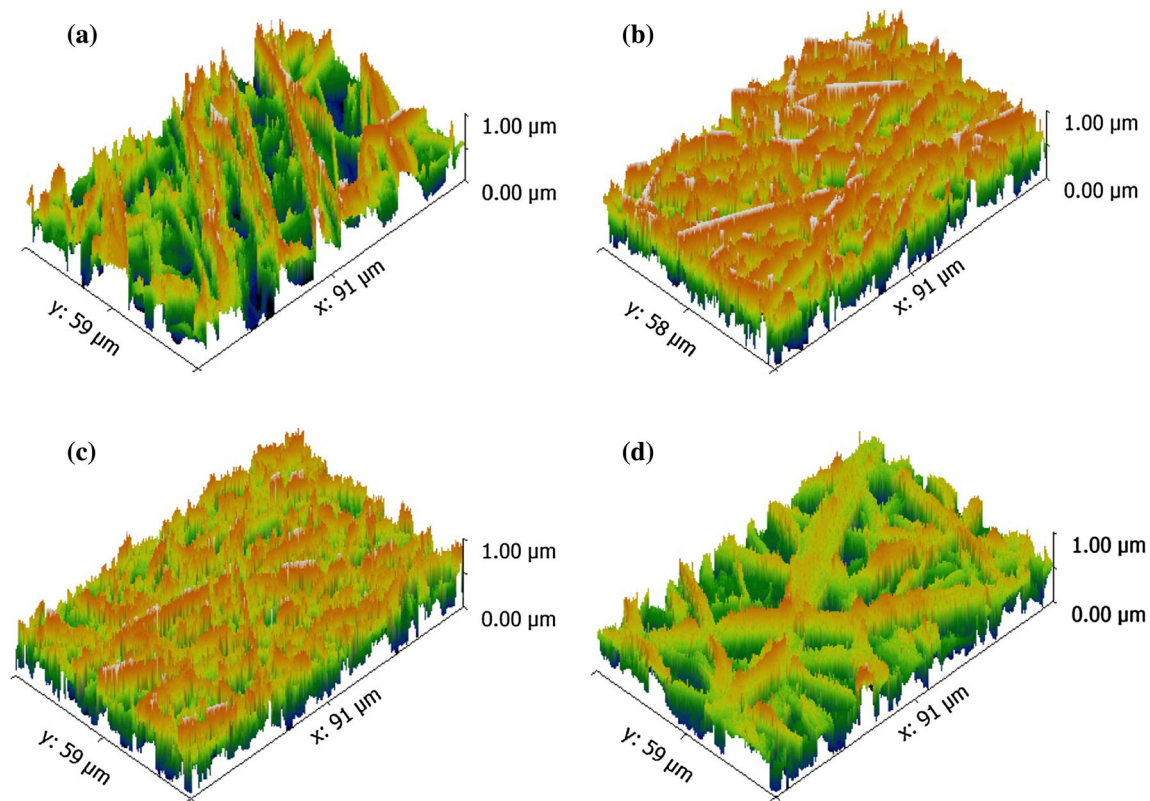 (a)
1.00 µm
0.00 µm
x: 91 µm
y: 59 µm
(b)
1.00 µm
0.00 µm
x: 91 µm
y: 58 µm
(c)
1.00 µm
0.00 µm
x: 91 µm
y: 59 µm
(d)
1.00 µm
0.00 µm
x: 91 µm
y: 59 µm